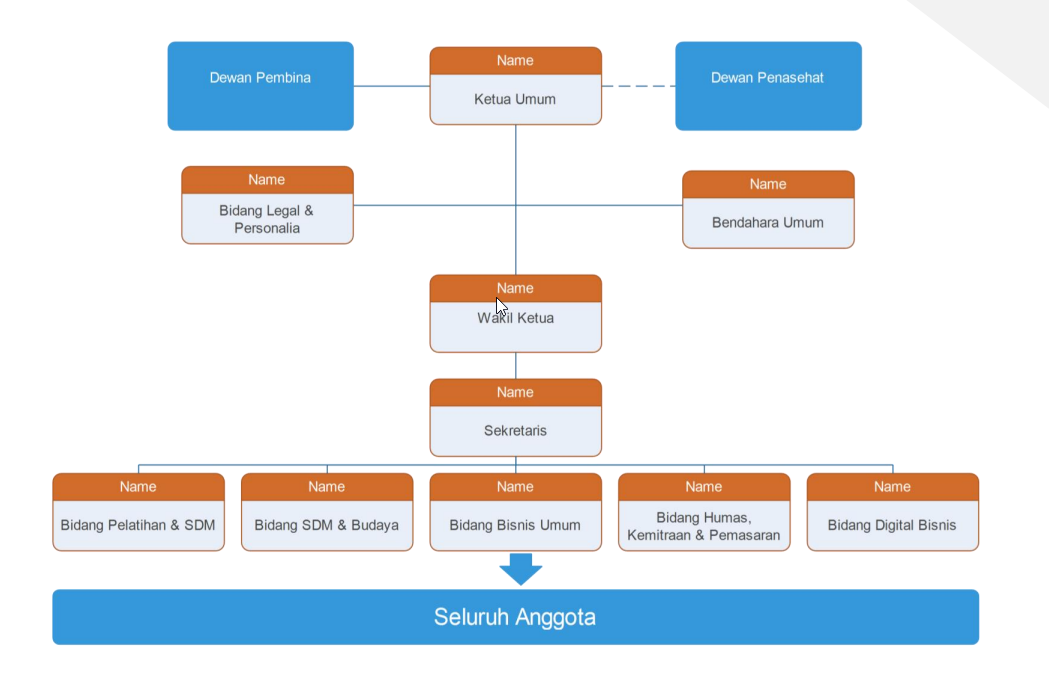 Dewan Pembina
Name
Ketua Umum
Dewan Penasehat
Name
Bidang Legal &
Personalia
Name
Bendahara Umum
Name
Wakil Ketua
Name
Sekretaris
Name
Bidang Pelatihan & SDM
Name
Bidang SDM & Budaya
Name
Bidang Bisnis Umum
Name
Bidang Humas,
Kemitraan & Pemasaran
Name
Bidang Digital Bisnis
Seluruh Anggota